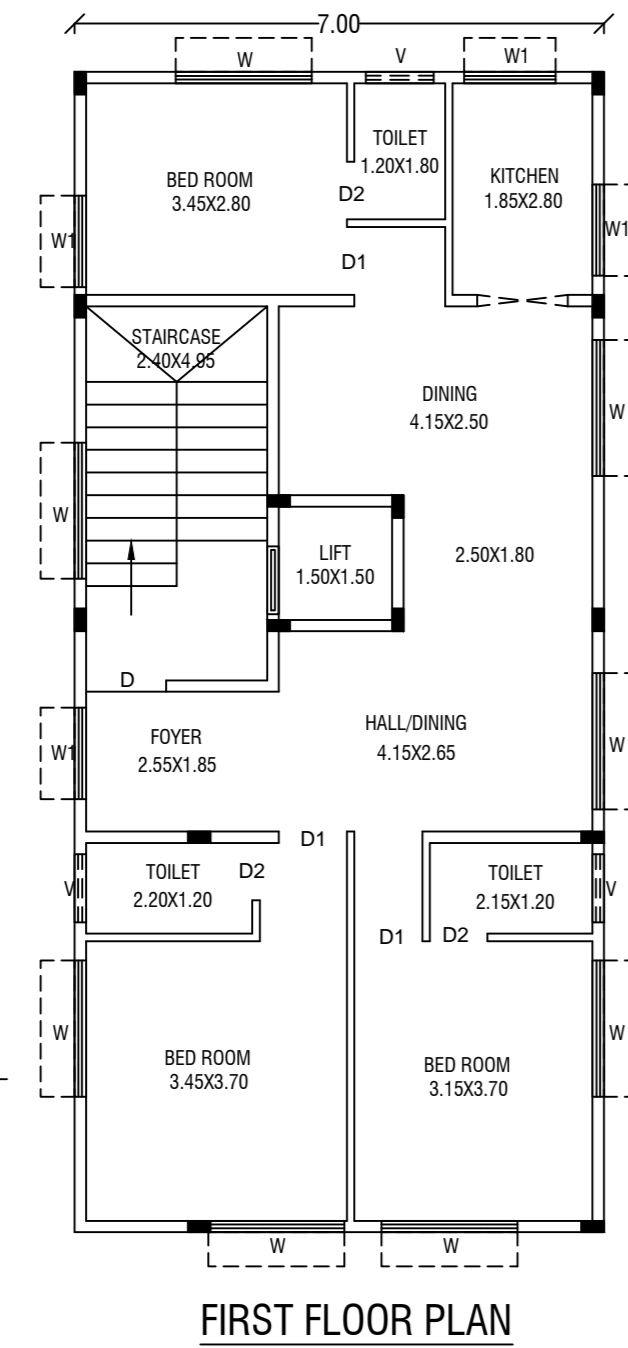 7.00
W
V
W1
TOILET
1.20X1.80
BED ROOM
3.45X2.80
KITCHEN
1.85X2.80
D2
W1
W1
D1
STAIRCASE
2.40X4.95
DINING
4.15X2.50
W
W
LIFT
1.50X1.50
2.50X1.80
D
FOYER
2.55X1.85
HALL/DINING
4.15X2.65
W1
W
D1
TOILET
2.20X1.20
D2
TOILET
2.15X1.20
V
V
D1
D2
W
W
BED ROOM
3.45X3.70
BED ROOM
3.15X3.70
W
W
FIRST FLOOR PLAN